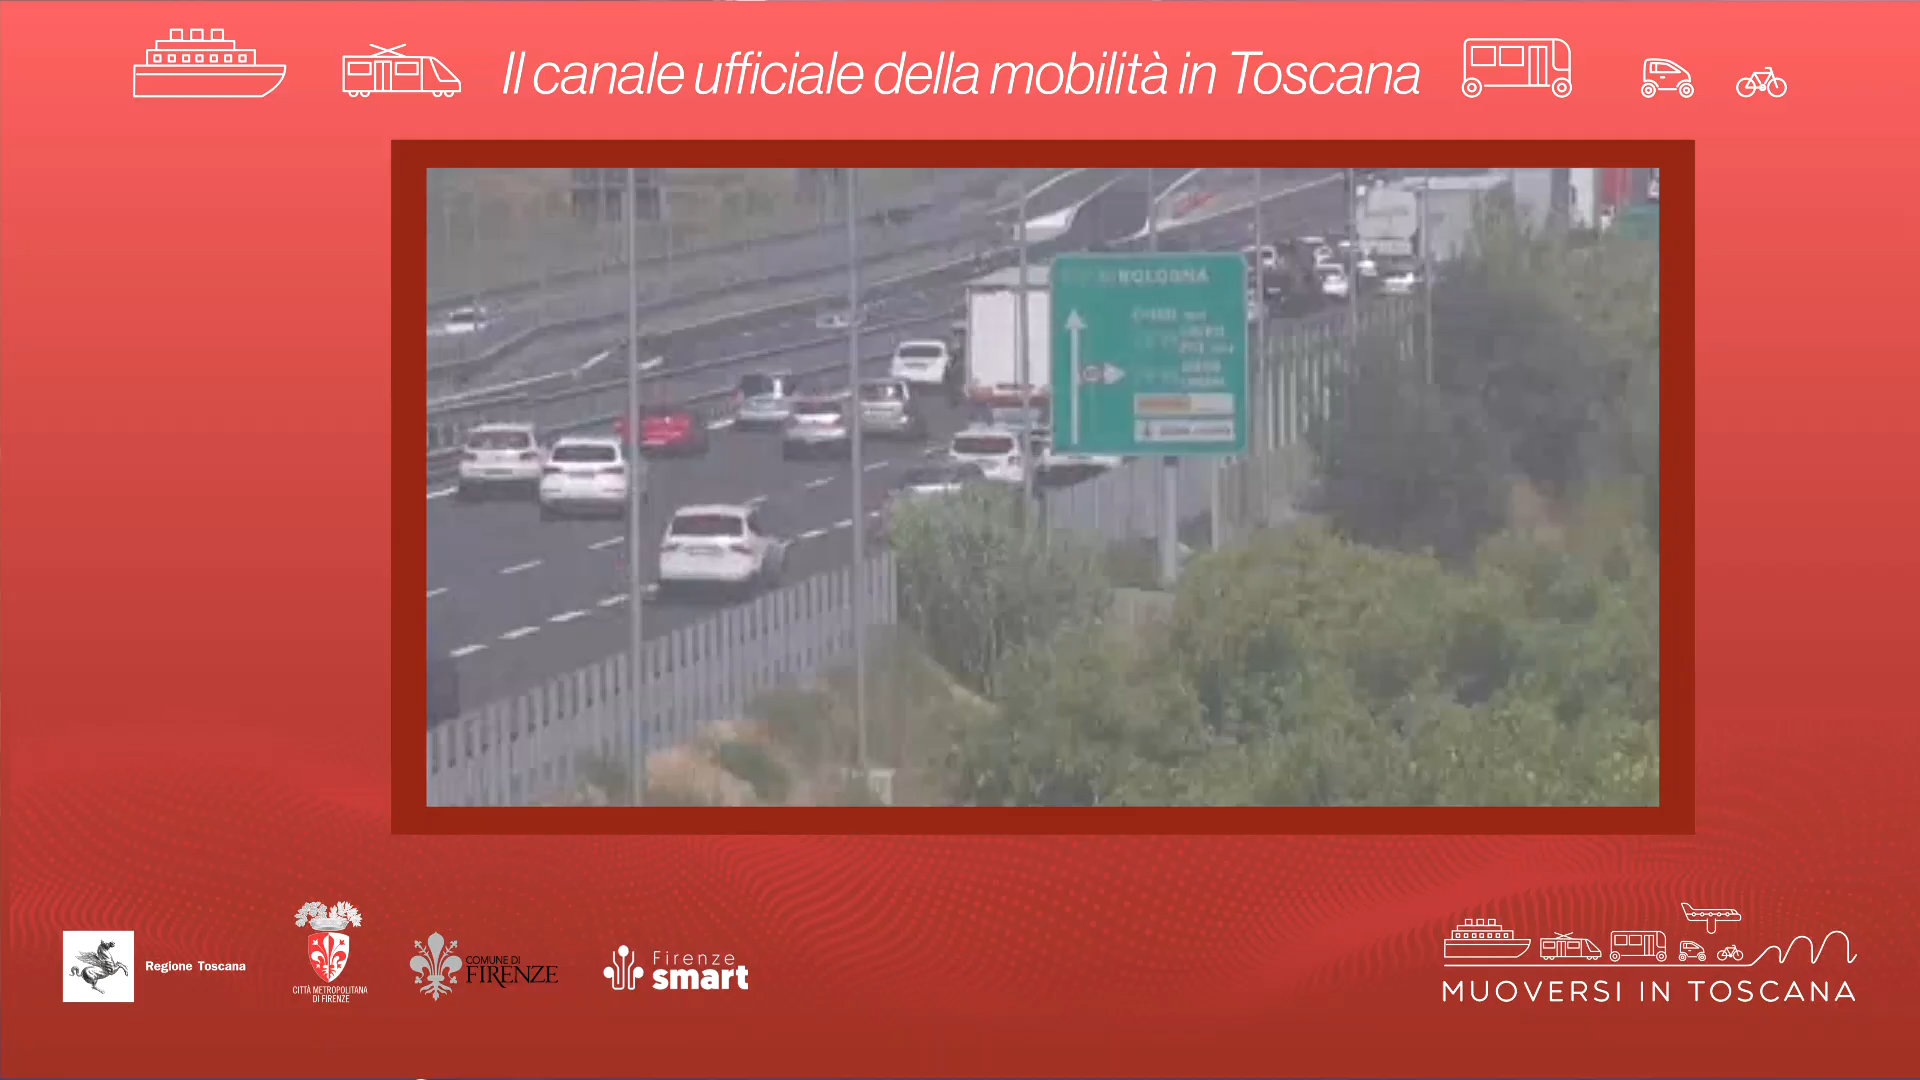 Il canale ufficiale della mobilità in Toscana
BOLOGNA
Regione Toscana
CITTÀ METROPOLITANA
DI FIRENZE
COMUNE DI
FIRENZE
Firenze
smart
MUOVERSI IN TOSCANA